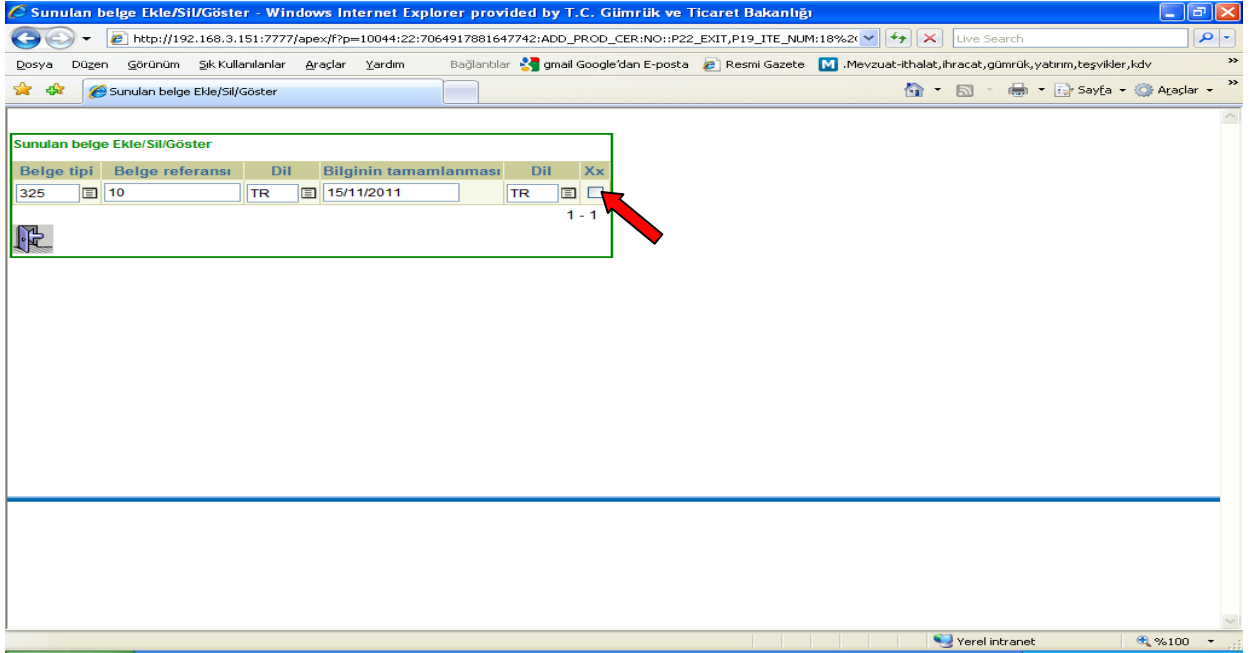 Sunulan belge Ekle/Sil/Göster - Windows Internet Explorer provided by T.C. Gümrük ve Ticaret Bakanlığı
http://192.168.3.151:7777/apex/f?p=10044:22:7064917881647742:ADD_PROD_CER:NO::P22_EXIT,P19_ITE_NUM:18%2 Live Search
Dosya Düzen Görünüm Sık Kullanılanlar Araçlar Yardım Bağlantılar gmail Google'dan E-posta Resmi Gazete M .Mevzuat-ithalat,ihracat,gümrük,yatırım,teşvikler,kdv »
Sunulan belge Ekle/Sil/Göster Sayfa Araçlar »
Sunulan belge Ekle/Sil/Göster
Belge tipi Belge referansı Dil Bilginin tamamlanması Dil Xx
325 10 TR 15/11/2011 TR
1 - 1
Yerel intranet %100